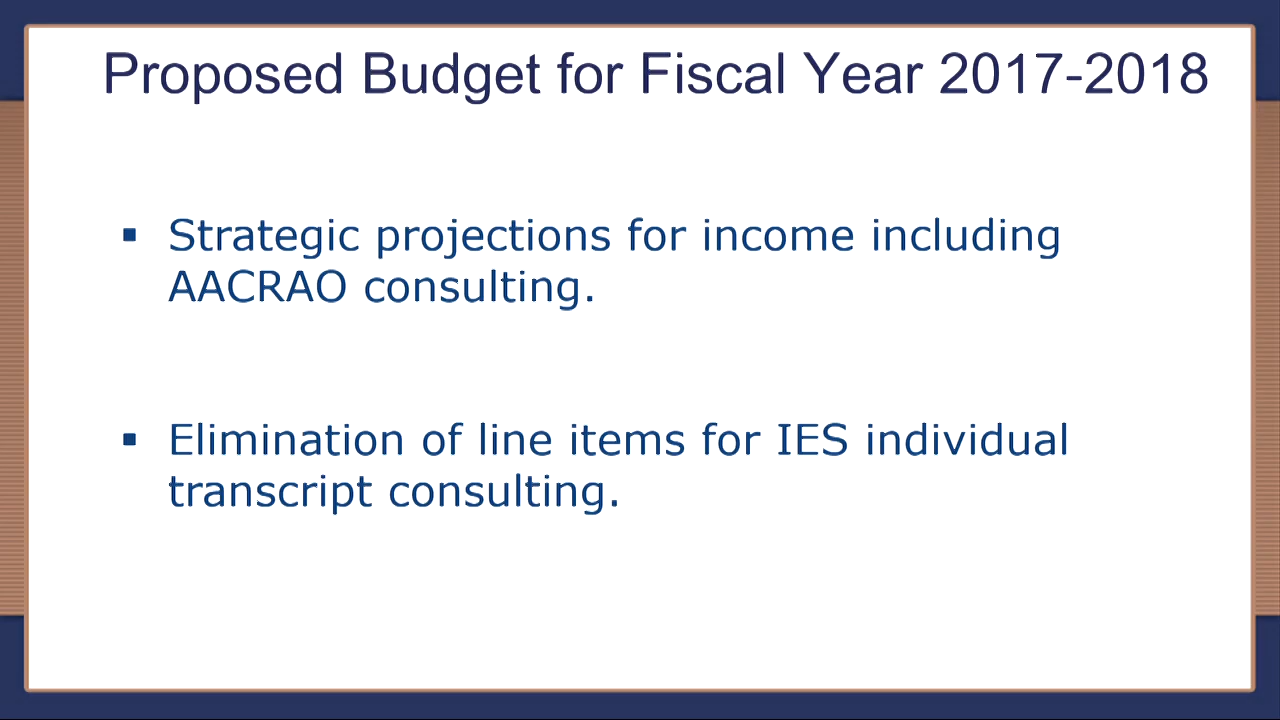 Proposed Budget for Fiscal Year 2017-2018
▪ Strategic projections for income including
AACRAO consulting.
▪ Elimination of line items for IES individual
transcript consulting.